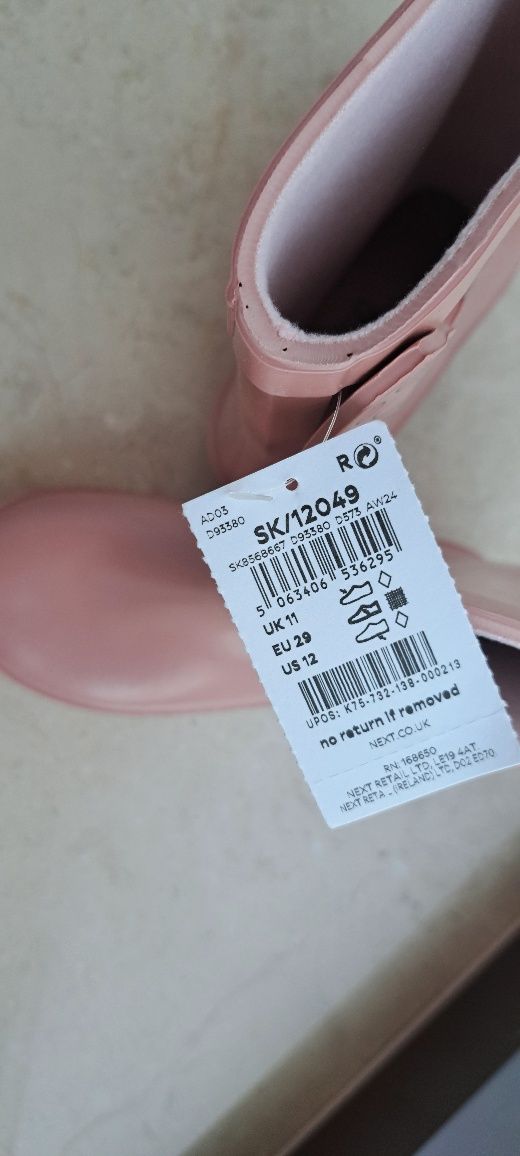 R
AD03
D93380
SK/12049
SK8568667 D93380 D573 AW24
5 063406 536295
UK 11
EU 29
US 12
UPOS: K75-732-138-000213
no return if removed
NEXT.CO.UK
RN: 168650
NEXT RETAIL LTD, LE19 4AT
NEXT RETA L (IRELAND) LTD, D02 ED70